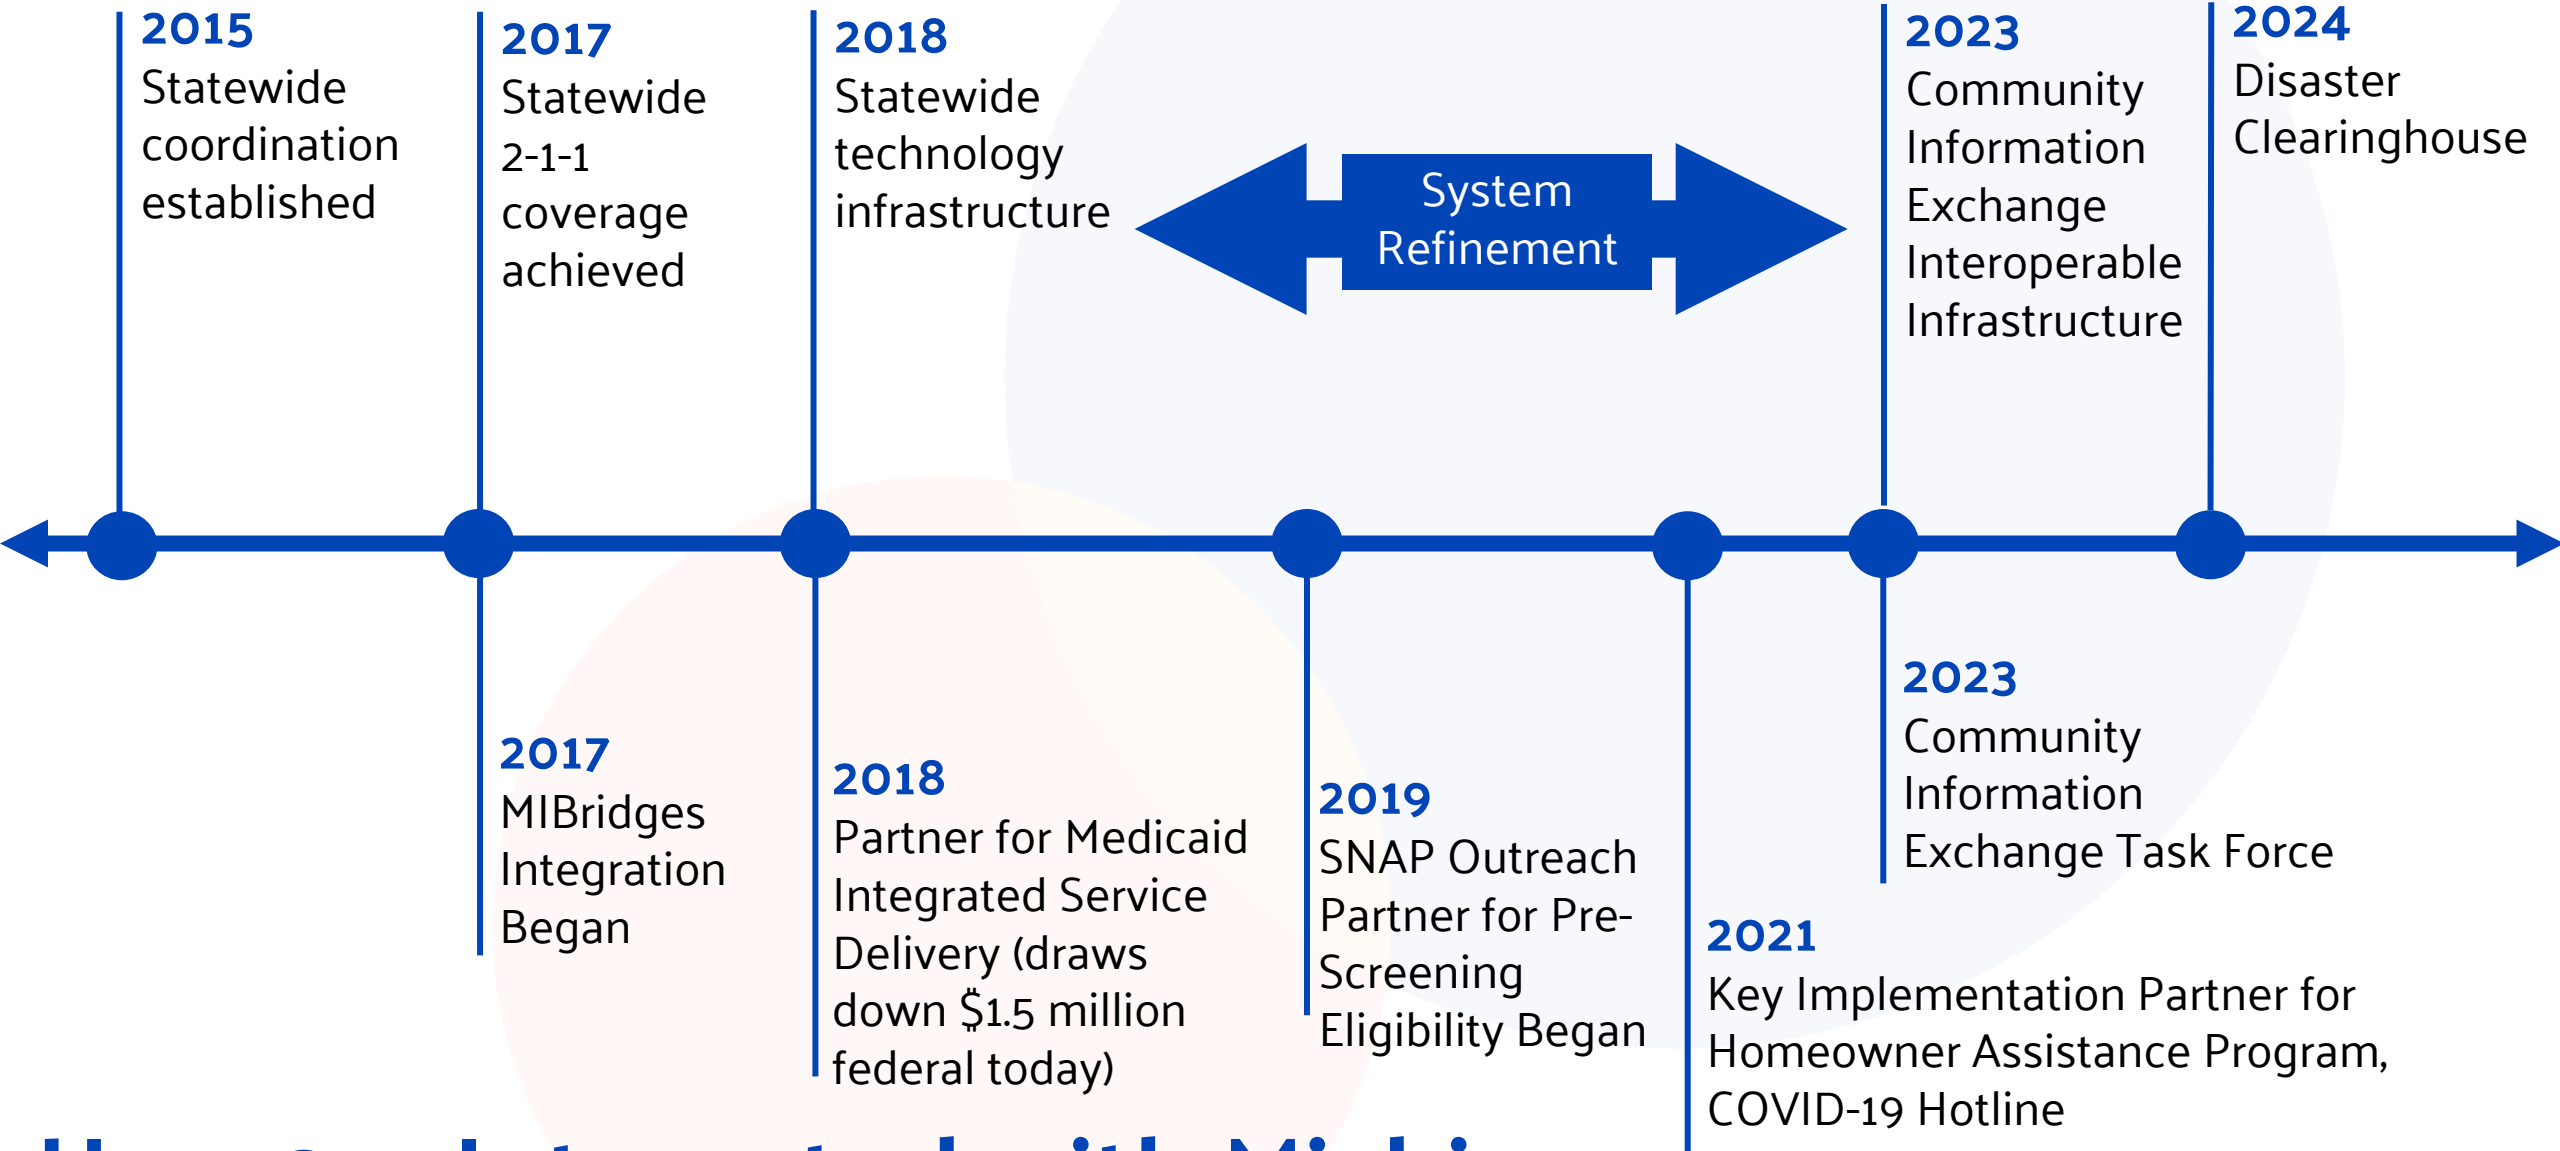 2015
Statewide
coordination
established
2017
Statewide
2-1-1
coverage
achieved
2018
Statewide
technology
infrastructure
System
Refinement
2023
Community
Information
Exchange
Interoperable
Infrastructure
2024
Disaster
Clearinghouse
2017
MIBridges
Integration
Began
2018
Partner for Medicaid
Integrated Service
Delivery (draws
down $1.5 million
federal today)
2019
SNAP Outreach
Partner for Pre-
Screening
Eligibility Began
2021
Key Implementation Partner for
Homeowner Assistance Program,
COVID-19 Hotline
2023
Community
Information
Exchange Task Force